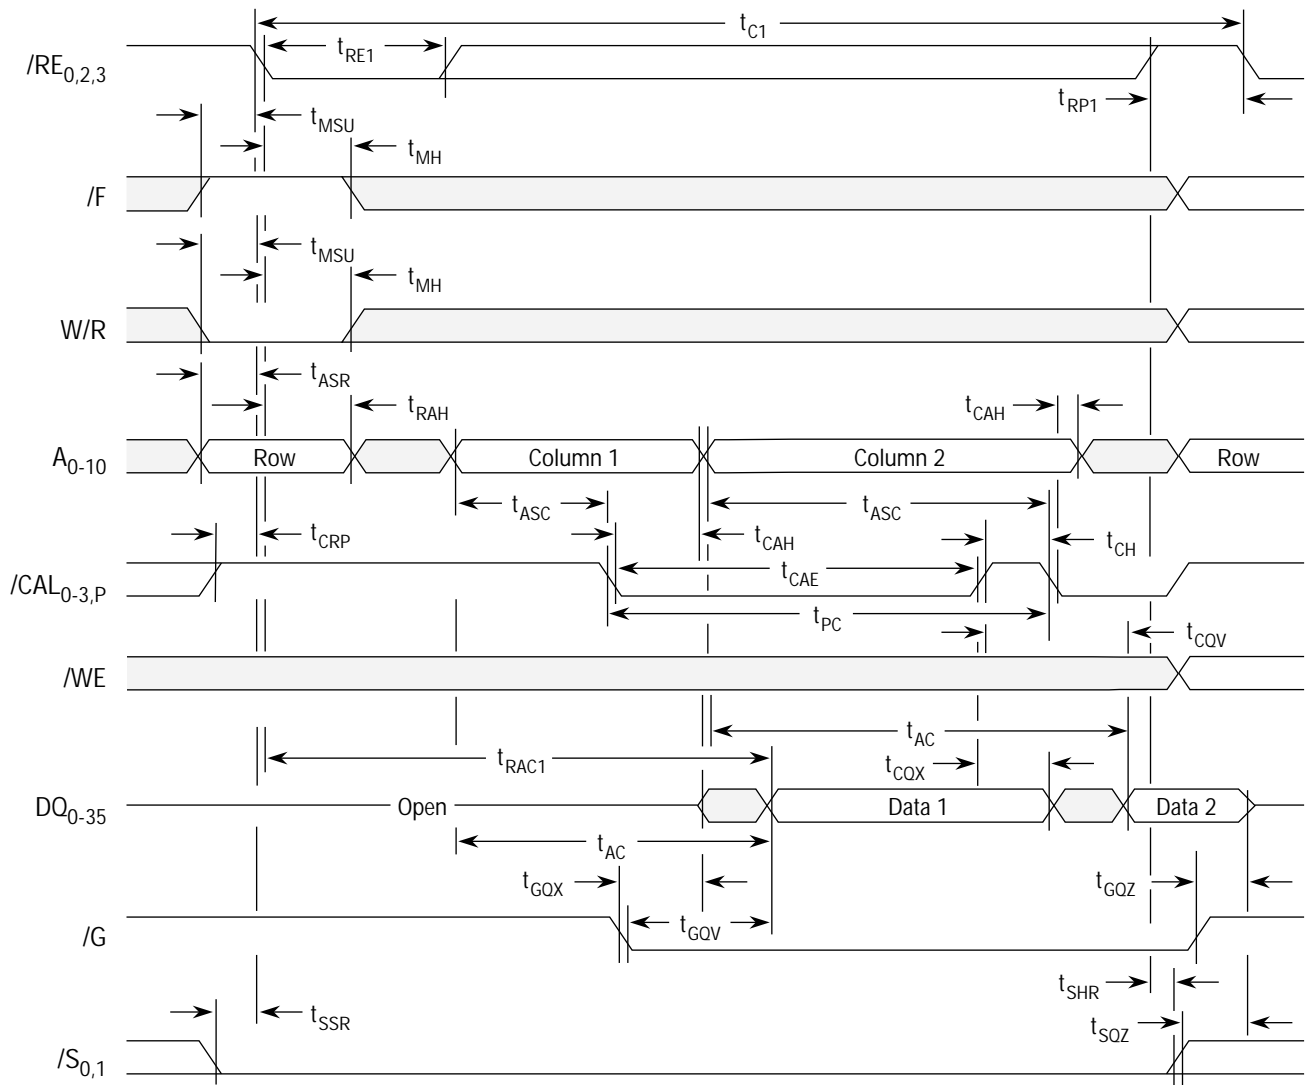 tC1
/RE0,2,3
tRE1
tRP1
tMSU
tMH
/F
tMSU
tMH
W/R
tASR
tRAH
tCAH
A0-10
Row
Column 1
Column 2
Row
tASC
tASC
tCRP
tCAH
tCH
/CAL0-3,P
tCAE
tPC
tCQV
/WE
tAC
tRAC1
tCQX
DQ0-35
Open
Data 1
Data 2
tAC
tGQX
tGQZ
/G
tGQV
tSHR
tSSR
tSQZ
/S0,1